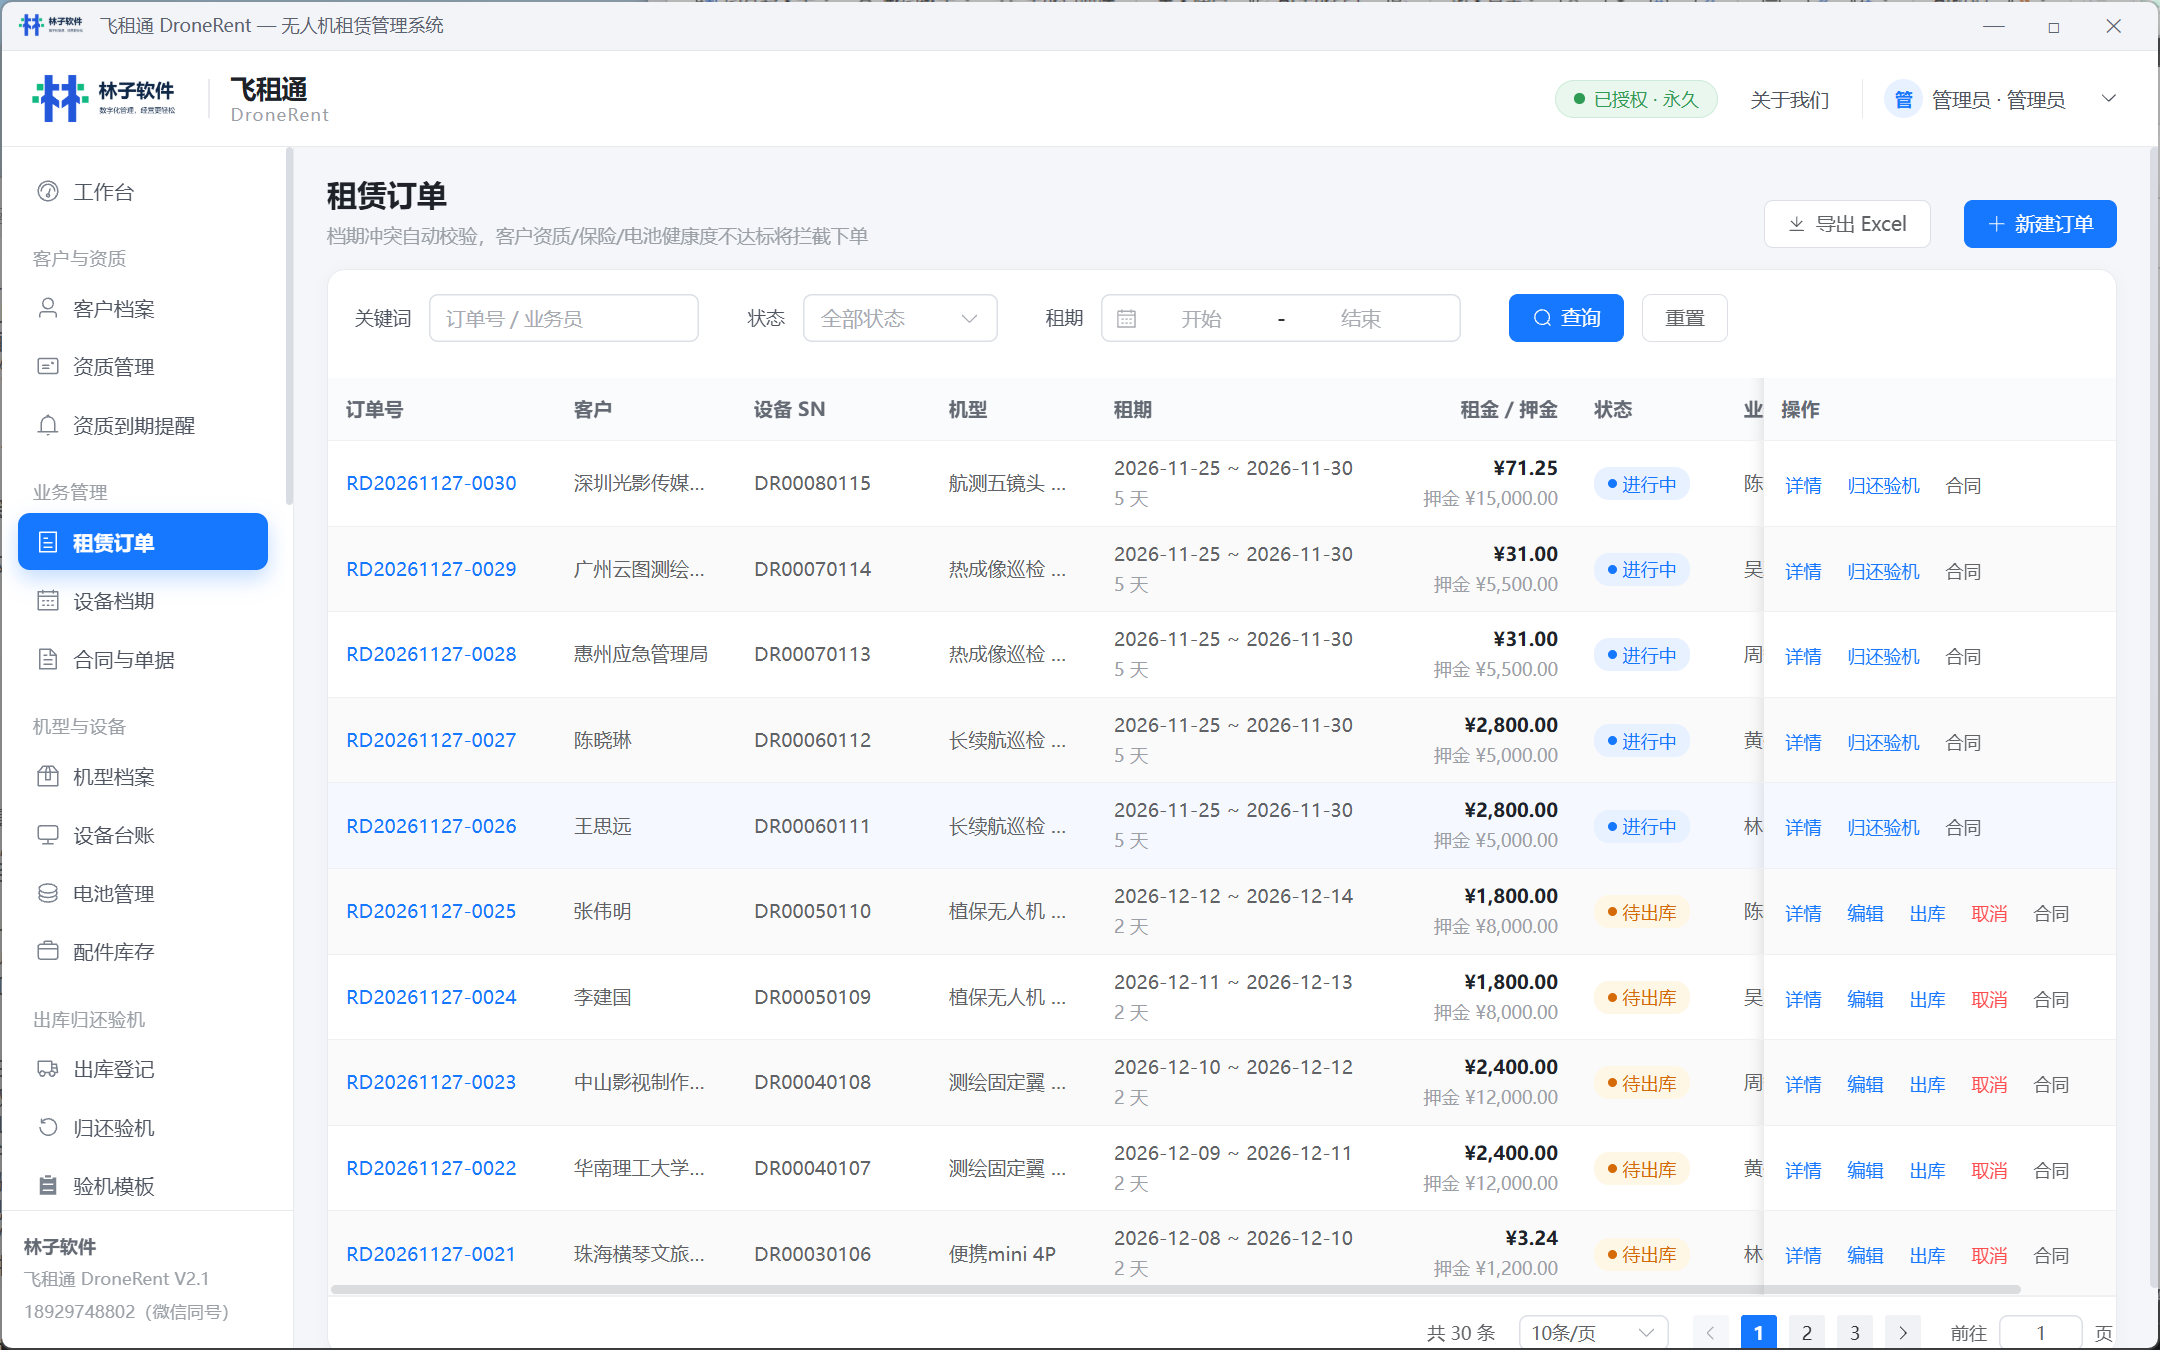 林子软件
飞租通 DroneRent — 无人机租赁管理系统
林子软件
数字化管理，经营更轻松
飞租通
DroneRent
已授权 · 永久
关于我们
管
管理员 · 管理员
工作台
客户与资质
客户档案
资质管理
资质到期提醒
业务管理
租赁订单
设备档期
合同与单据
机型与设备
机型档案
设备台账
电池管理
配件库存
出库归还验机
出库登记
归还验机
验机模板
林子软件
飞租通 DroneRent V2.1
18929748802（微信同号）
租赁订单
档期冲突自动校验，客户资质/保险/电池健康度不达标将拦截下单
导出 Excel
新建订单
关键词 订单号 / 业务员 状态 全部状态 租期 开始 - 结束 查询 重置
订单号 客户 设备 SN 机型 租期 租金 / 押金 状态 业 操作
RD20261127-0030 深圳光影传媒... DR00080115 航测五镜头 ... 2026-11-25 ~ 2026-11-30 ¥71.25 进行中 陈 详情 归还验机 合同
5 天 押金 ¥15,000.00
RD20261127-0029 广州云图测绘... DR00070114 热成像巡检 ... 2026-11-25 ~ 2026-11-30 ¥31.00 进行中 吴 详情 归还验机 合同
5 天 押金 ¥5,500.00
RD20261127-0028 惠州应急管理局 DR00070113 热成像巡检 ... 2026-11-25 ~ 2026-11-30 ¥31.00 进行中 周 详情 归还验机 合同
5 天 押金 ¥5,500.00
RD20261127-0027 陈晓琳 DR00060112 长续航巡检 ... 2026-11-25 ~ 2026-11-30 ¥2,800.00 进行中 黄 详情 归还验机 合同
5 天 押金 ¥5,000.00
RD20261127-0026 王思远 DR00060111 长续航巡检 ... 2026-11-25 ~ 2026-11-30 ¥2,800.00 进行中 林 详情 归还验机 合同
5 天 押金 ¥5,000.00
RD20261127-0025 张伟明 DR00050110 植保无人机 ... 2026-12-12 ~ 2026-12-14 ¥1,800.00 待出库 陈 详情 编辑 出库 取消 合同
2 天 押金 ¥8,000.00
RD20261127-0024 李建国 DR00050109 植保无人机 ... 2026-12-11 ~ 2026-12-13 ¥1,800.00 待出库 吴 详情 编辑 出库 取消 合同
2 天 押金 ¥8,000.00
RD20261127-0023 中山影视制作... DR00040108 测绘固定翼 ... 2026-12-10 ~ 2026-12-12 ¥2,400.00 待出库 周 详情 编辑 出库 取消 合同
2 天 押金 ¥12,000.00
RD20261127-0022 华南理工大学... DR00040107 测绘固定翼 ... 2026-12-09 ~ 2026-12-11 ¥2,400.00 待出库 黄 详情 编辑 出库 取消 合同
2 天 押金 ¥12,000.00
RD20261127-0021 珠海横琴文旅... DR00030106 便携mini 4P 2026-12-08 ~ 2026-12-10 ¥3.24 待出库 林 详情 编辑 出库 取消 合同
2 天 押金 ¥1,200.00
共 30 条 10条/页 1 2 3 前往 1 页